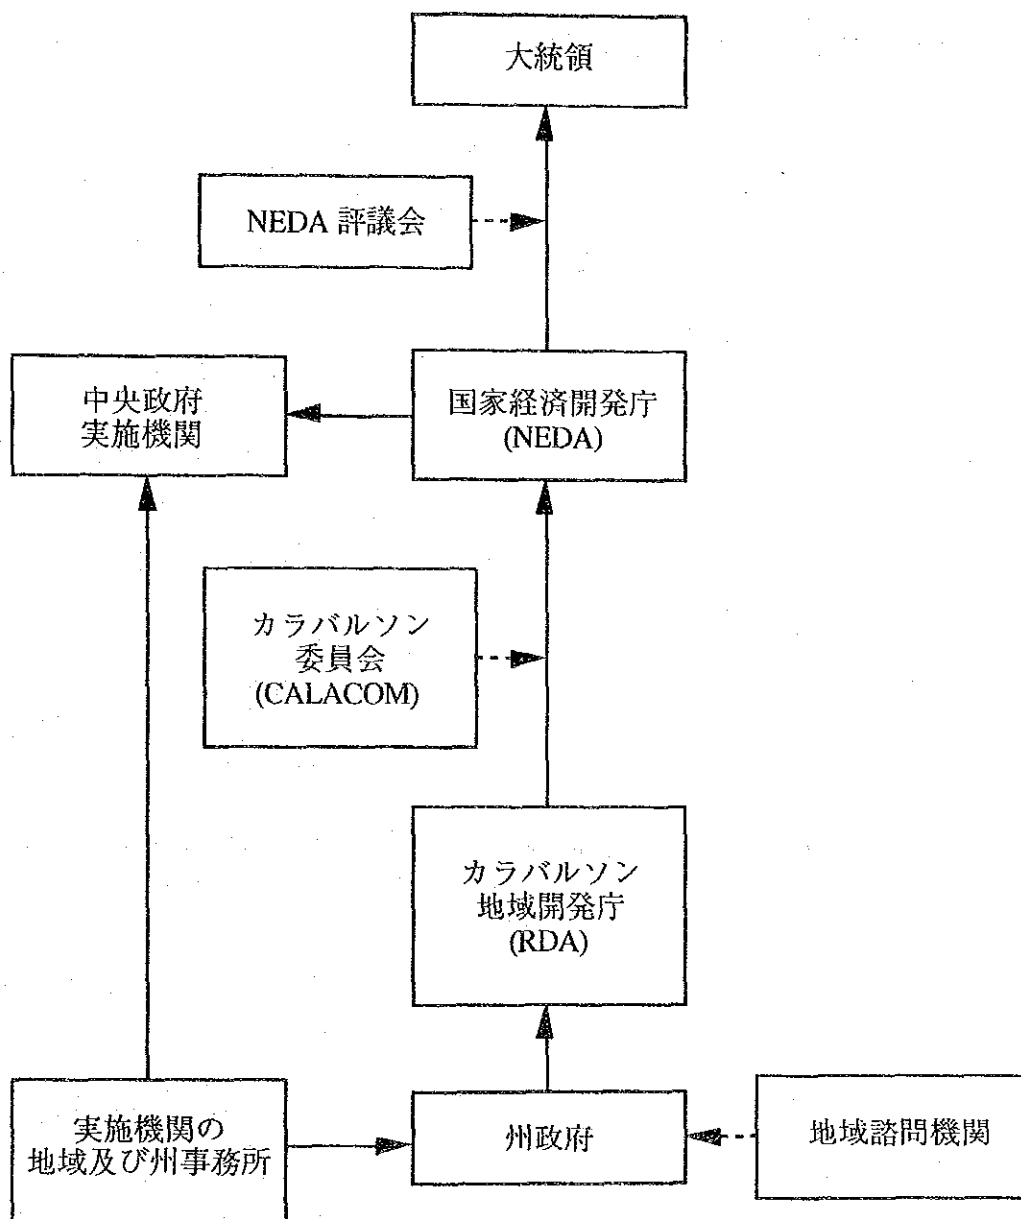 大統領
NEDA 評議会
中央政府
実施機関
国家経済開発庁
(NEDA)
カラバルソン
委員会
(CALACOM)
カラバルソン
地域開発庁
(RDA)
実施機関の
地域及び州事務所
州政府
地域諮問機関